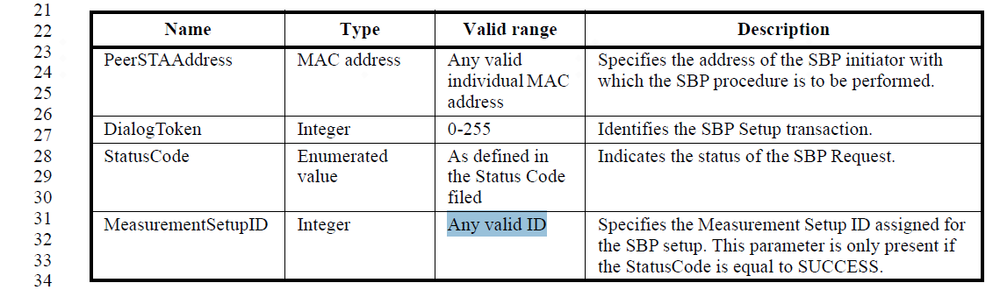 21
22 Name Type Valid range Description
23 PeerSTAAddress MAC address Any valid Specifies the address of the SBP initiator with
24 individual MAC which the SBP procedure is to be performed.
25 address
26
27 DialogToken Integer 0-255 Identifies the SBP Setup transaction.
28 StatusCode Enumerated As defined in Indicates the status of the SBP Request.
29 value the Status Code
30 filed
31 MeasurementSetupID Integer Any valid ID Specifies the Measurement Setup ID assigned for
32 the SBP setup. This parameter is only present if
33 the StatusCode is equal to SUCCESS.
34